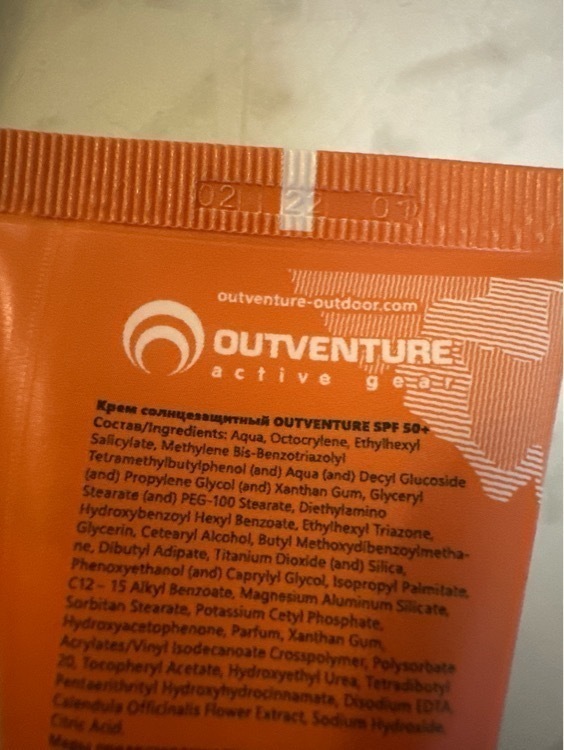 02 22 01
outventure-outdoor.com
OUTVENTURE
active gear
Крем солнцезащитный OUTVENTURE SPF 50+
Состав/Ingredients: Aqua, Octocrylene, Ethylhexyl
Salicylate, Methylene Bis-Benzotriazolyl
Tetramethylbutylphenol (and) Aqua (and) Decyl Glucoside
(and) Propylene Glycol (and) Xanthan Gum, Glyceryl
Stearate (and) PEG-100 Stearate, Diethylamino
Hydroxybenzoyl Hexyl Benzoate, Ethylhexyl Triazone,
Glycerin, Cetearyl Alcohol, Butyl Methoxydibenzoylmetha-
ne, Dibutyl Adipate, Titanium Dioxide (and) Silica,
Phenoxyethanol (and) Caprylyl Glycol, Isopropyl Palmitate,
C12 – 15 Alkyl Benzoate, Magnesium Aluminum Silicate,
Sorbitan Stearate, Potassium Cetyl Phosphate,
Hydroxyacetophenone, Parfum, Xanthan Gum,
Acrylates/Vinyl Isodecanoate Crosspolymer, Polysorbate
20, Tocopheryl Acetate, Hydroxyethyl Urea, Tetradibutyl
Pentaerithrityl Hydroxyhydrocinnamate, Disodium EDTA,
Calendula Officinalis Flower Extract, Sodium Hydroxide,
Citric Acid.